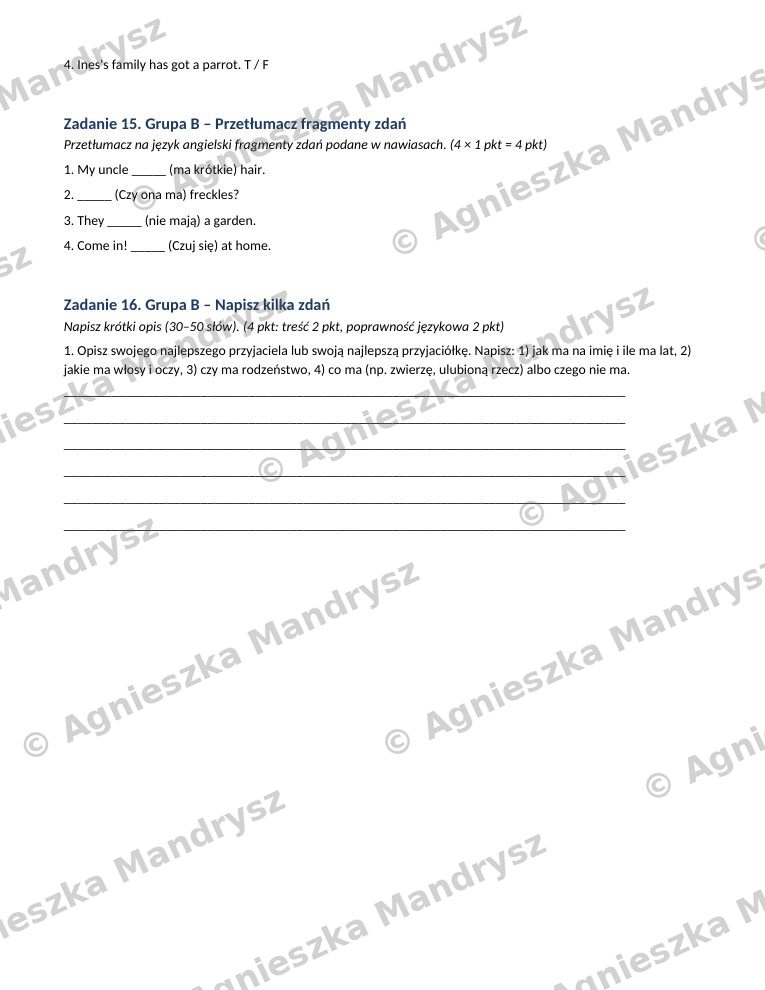 4. Ines's family has got a parrot. T / F
Zadanie 15. Grupa B – Przetłumacz fragmenty zdań
Przetłumacz na język angielski fragmenty zdań podane w nawiasach. (4 × 1 pkt = 4 pkt)
1. My uncle _____ (ma krótkie) hair.
2. _____ (Czy ona ma) freckles?
3. They _____ (nie mają) a garden.
4. Come in! _____ (Czuj się) at home.
Zadanie 16. Grupa B – Napisz kilka zdań
Napisz krótki opis (30–50 słów). (4 pkt: treść 2 pkt, poprawność językowa 2 pkt)
1. Opisz swojego najlepszego przyjaciela lub swoją najlepszą przyjaciółkę. Napisz: 1) jak ma na imię i ile ma lat, 2)
jakie ma włosy i oczy, 3) czy ma rodzeństwo, 4) co ma (np. zwierzę, ulubioną rzecz) albo czego nie ma.
© Agnieszka Mandrysz